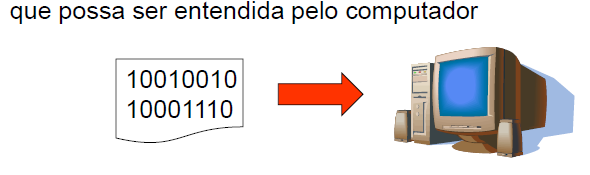 que possa ser entendida pelo computador
10010010
10001110